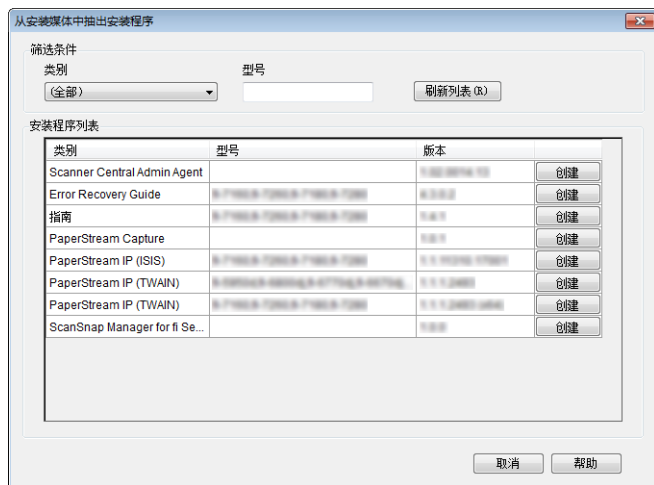 从安装媒体中抽出安装程序
筛选条件
类别 型号
(全部) 刷新列表(R)
安装程序列表
类别 型号 版本
Scanner Central Admin Agent 创建
Error Recovery Guide 创建
指南 创建
PaperStream Capture 创建
PaperStream IP (ISIS) 创建
PaperStream IP (TWAIN) 创建
PaperStream IP (TWAIN) 创建
ScanSnap Manager for fi Se... 创建
取消 帮助